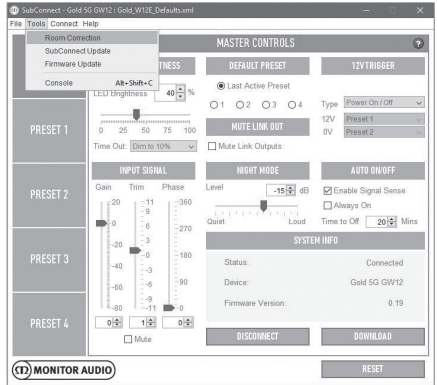 SubConnect - Gold 5G GW12 : Gold_W12E_Defaults.xml
File Tools Connect Help
Room Correction
SubConnect Update
Firmware Update
Console Alt+Shift+C
MASTER CONTROLS
?
TNESS
LED Brightness 40 %
0 25 50 75 100
Time Out: Dim to 10%
DEFAULT PRESET
Last Active Preset
1 2 3 4
MUTE LINK OUT
Mute Link Outputs
12V TRIGGER
Type Power On / Off
12V Preset 1
0V Preset 2
PRESET 1
PRESET 2
PRESET 3
PRESET 4
INPUT SIGNAL
Gain Trim Phase
20 11 360
9
0 6 270
-20 3
-40 0 180
-3
-60 -6 90
-9
-80 -11 0
0 1 0
Mute
NIGHT MODE
Level -15 dB
Quiet Loud
AUTO ON/OFF
Enable Signal Sense
Always On
Time to Off 20 Mins
SYSTEM INFO
Status: Connected
Device: Gold 5G GW12
Firmware Version: 0.19
DISCONNECT DOWNLOAD
MONITOR AUDIO
RESET